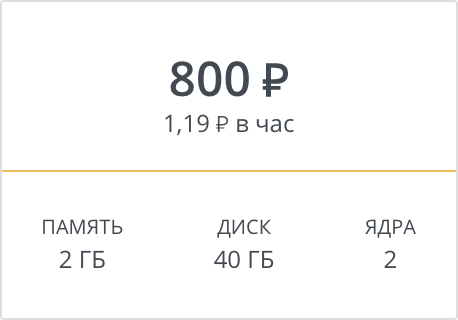 800 ₽
1,19 ₽ в час
ПАМЯТЬ ДИСК ЯДРА
2 ГБ 40 ГБ 2